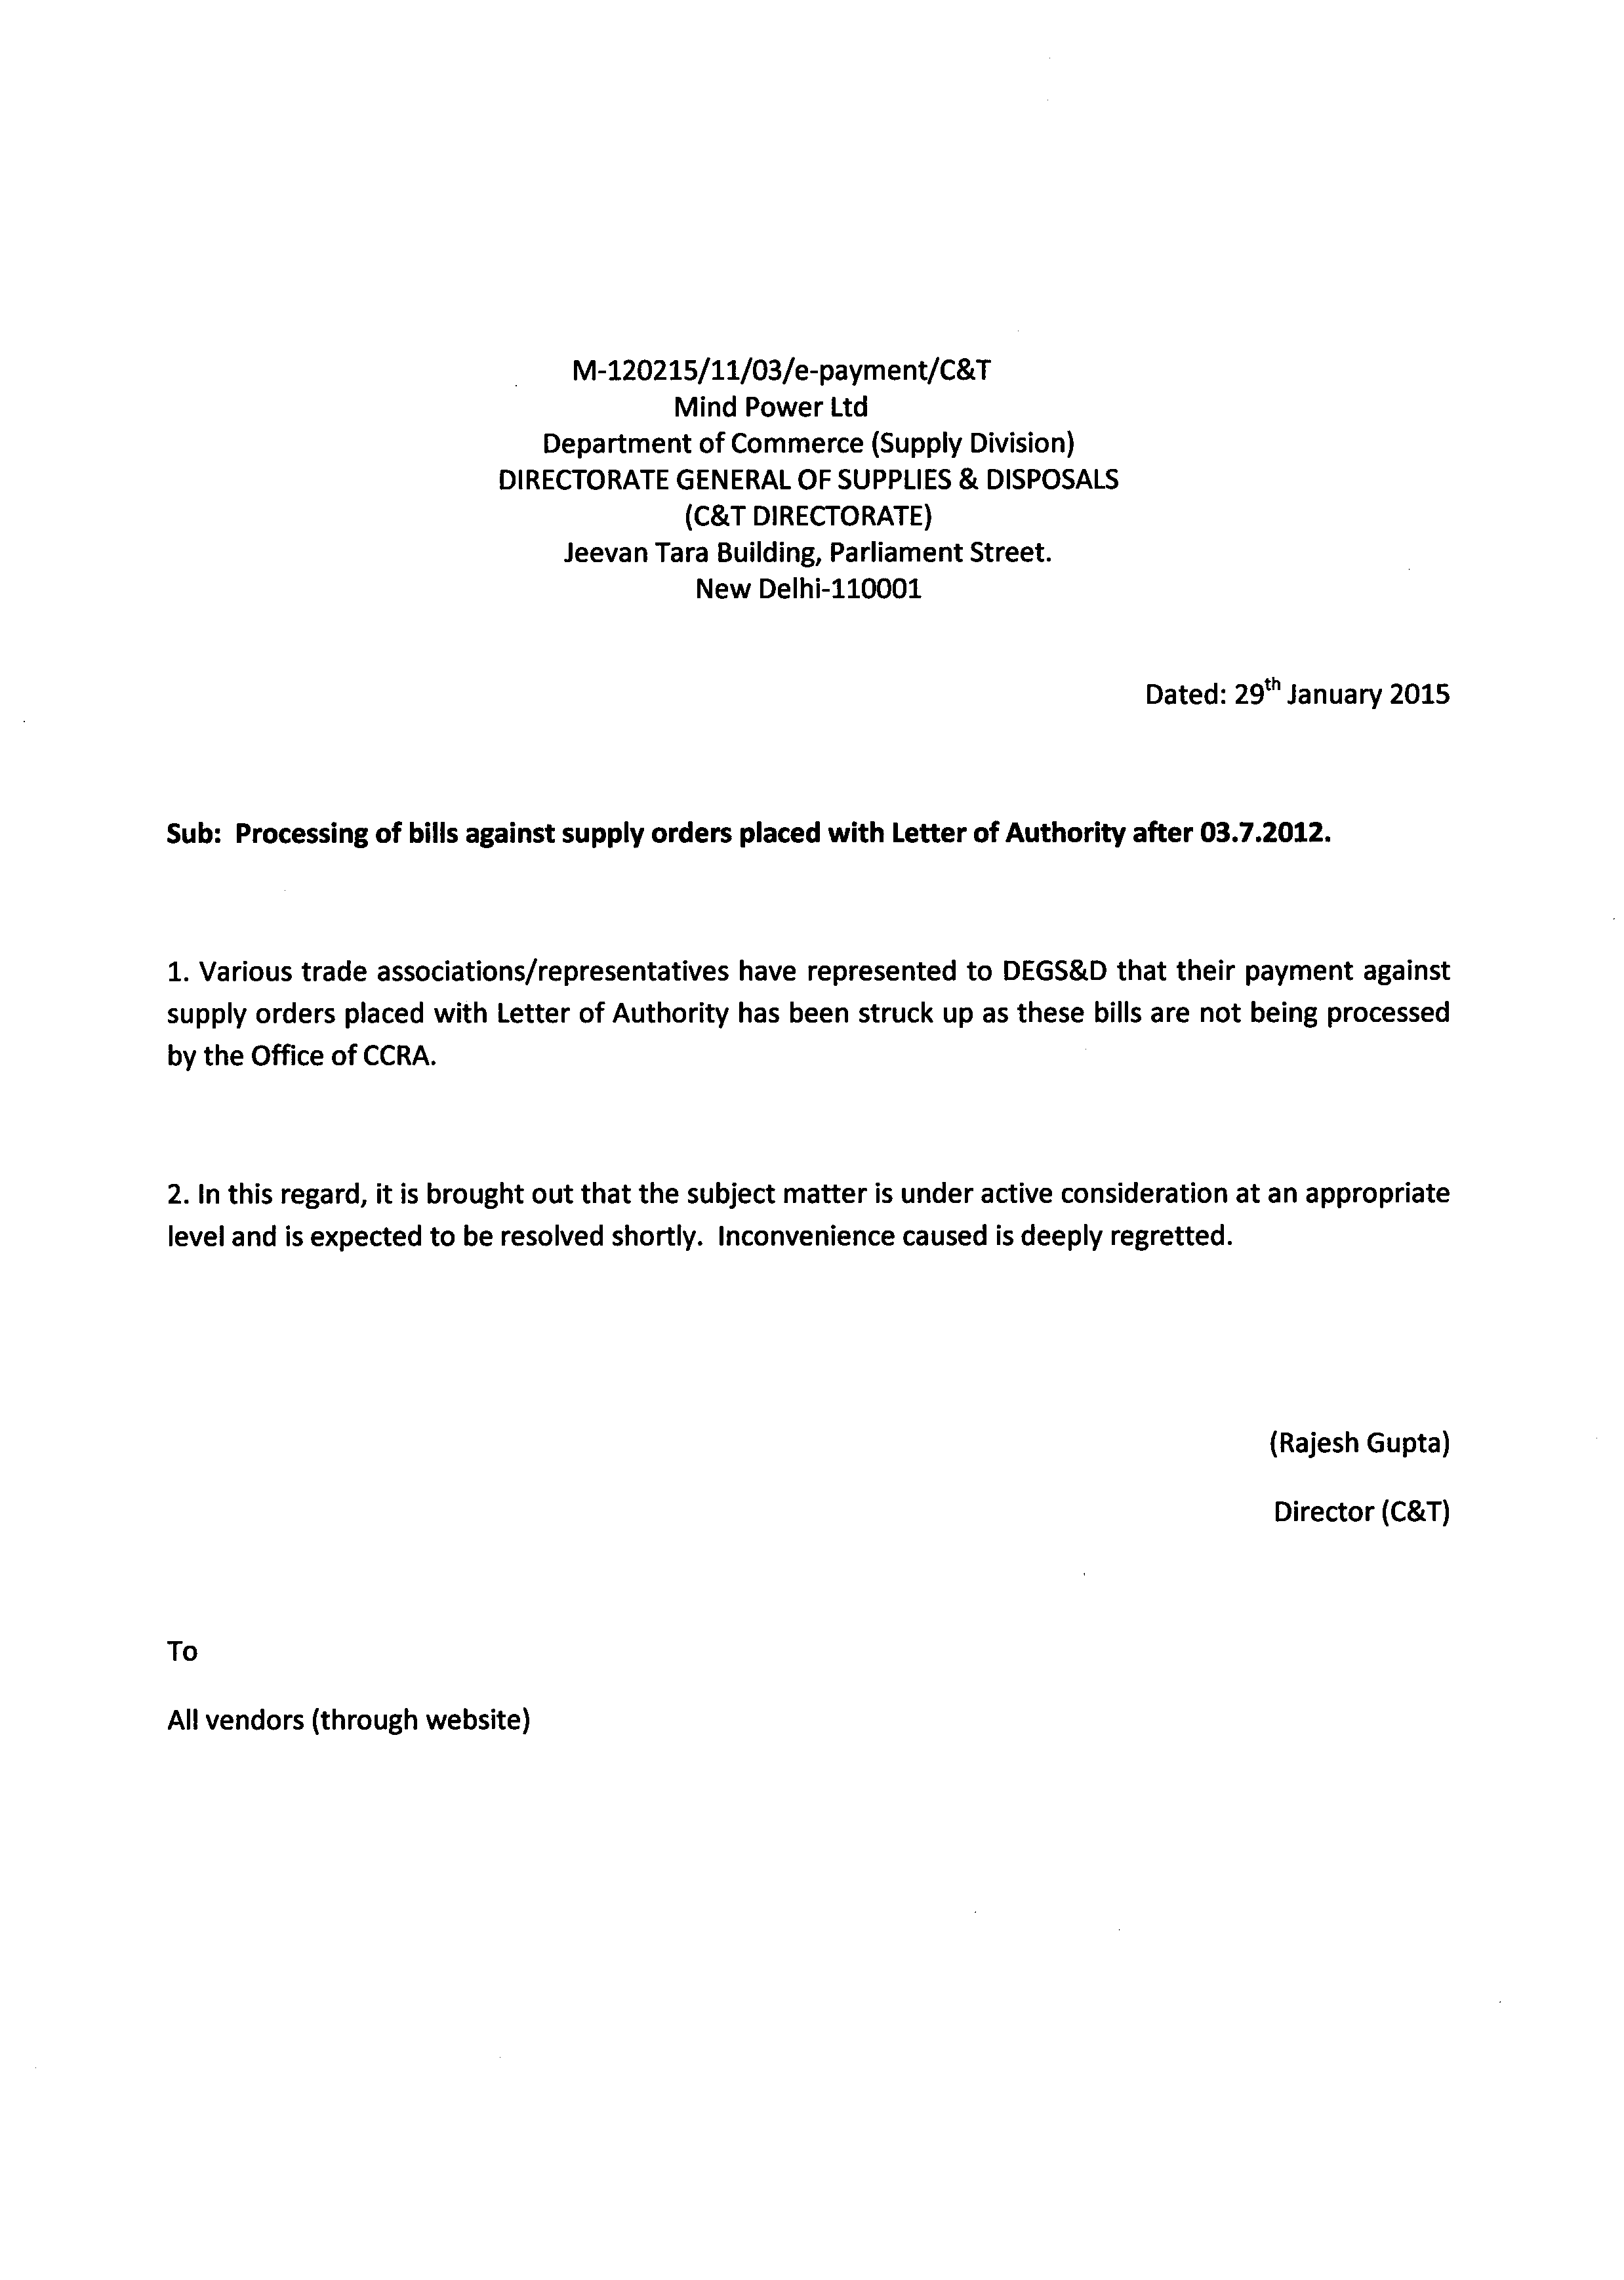 M-120215/11/03/e-payment/C&T
Mind Power Ltd
Department of Commerce (Supply Division)
DIRECTORATE GENERAL OF SUPPLIES & DISPOSALS
(C&T DIRECTORATE)
Jeevan Tara Building, Parliament Street.
New Delhi-110001
Dated: 29th January 2015
Sub: Processing of bills against supply orders placed with Letter of Authority after 03.7.2012.
1. Various trade associations/representatives have represented to DEGS&D that their payment against
supply orders placed with Letter of Authority has been struck up as these bills are not being processed
by the Office of CCRA.
2. In this regard, it is brought out that the subject matter is under active consideration at an appropriate
level and is expected to be resolved shortly. Inconvenience caused is deeply regretted.
(Rajesh Gupta)
Director (C&T)
To
All vendors (through website)